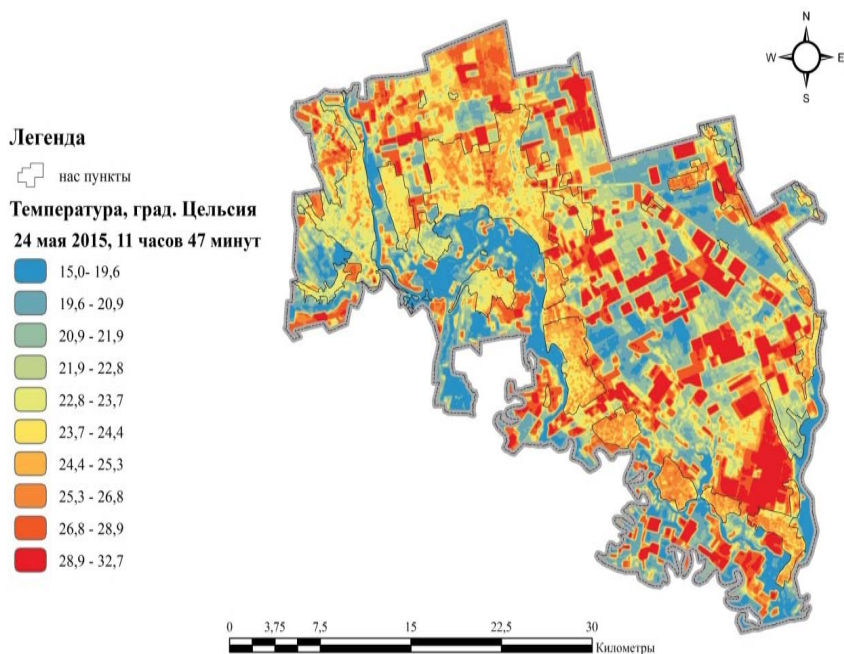 N
W E
S
Легенда
нас пункты
Температура, град. Цельсия
24 мая 2015, 11 часов 47 минут
15,0- 19,6
19,6 - 20,9
20,9 - 21,9
21,9 - 22,8
22,8 - 23,7
23,7 - 24,4
24,4 - 25,3
25,3 - 26,8
26,8 - 28,9
28,9 - 32,7
0 3,75 7,5 15 22,5 30
Километры